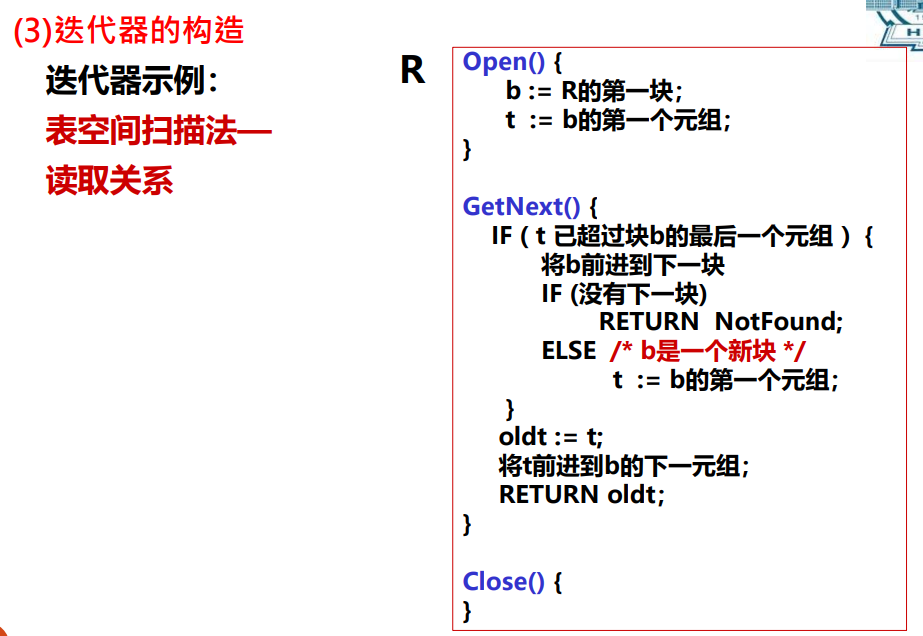 (3)迭代器的构造
迭代器示例：
表空间扫描法—
读取关系
R
Open() {
b := R的第一块；
t := b的第一个元组；
}
GetNext() {
IF ( t 已超过块b的最后一个元组 ) {
将b前进到下一块
IF (没有下一块)
RETURN NotFound;
ELSE /* b是一个新块 */
t := b的第一个元组；
}
oldt := t;
将t前进到b的下一元组；
RETURN oldt；
}
Close() {
}